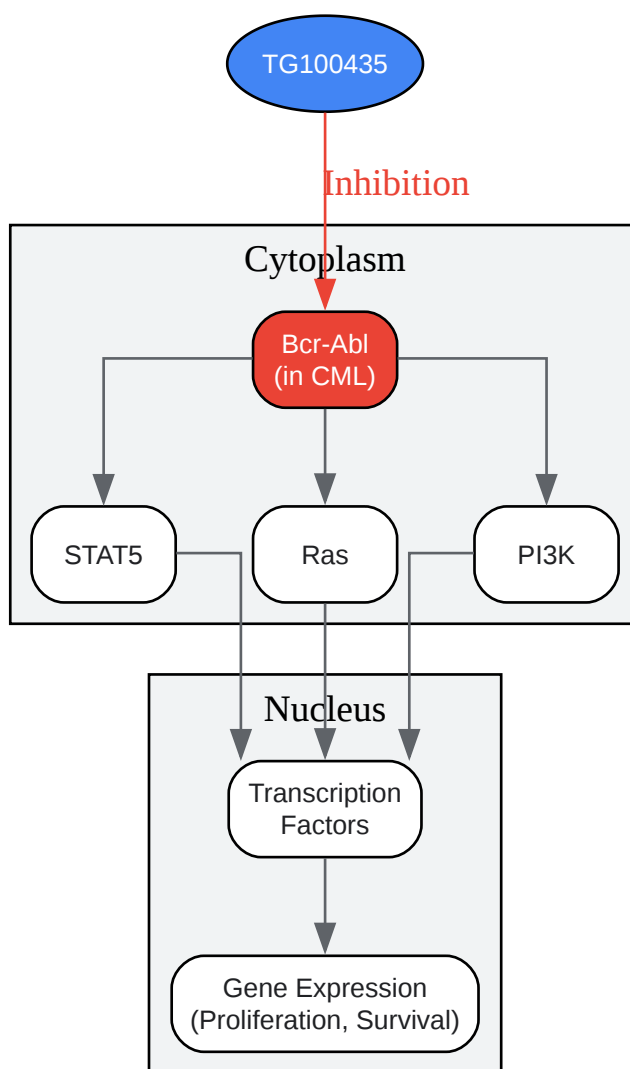 TG100435
Inhibition
Cytoplasm
Bcr-Abl
(in CML)
STAT5
Ras
PI3K
Nucleus
Transcription
Factors
Gene Expression
(Proliferation, Survival)